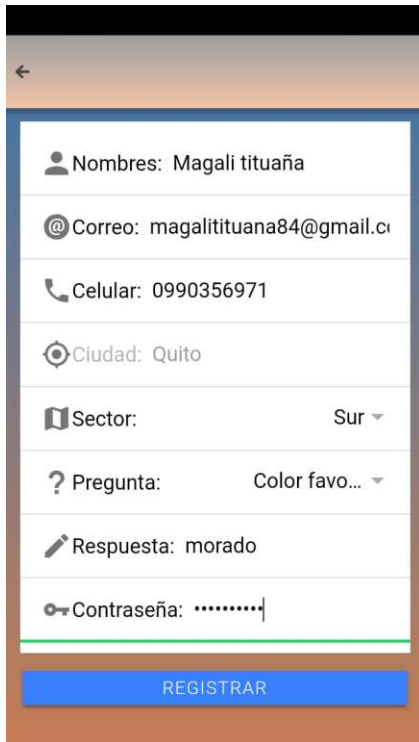 Nombres: Magali tituaña
@ Correo: magalitituana84@gmail.c
Celular: 0990356971
Ciudad: Quito
Sector: Sur
? Pregunta: Color favo...
Respuesta: morado
Contraseña: ••••••••••
REGISTRAR